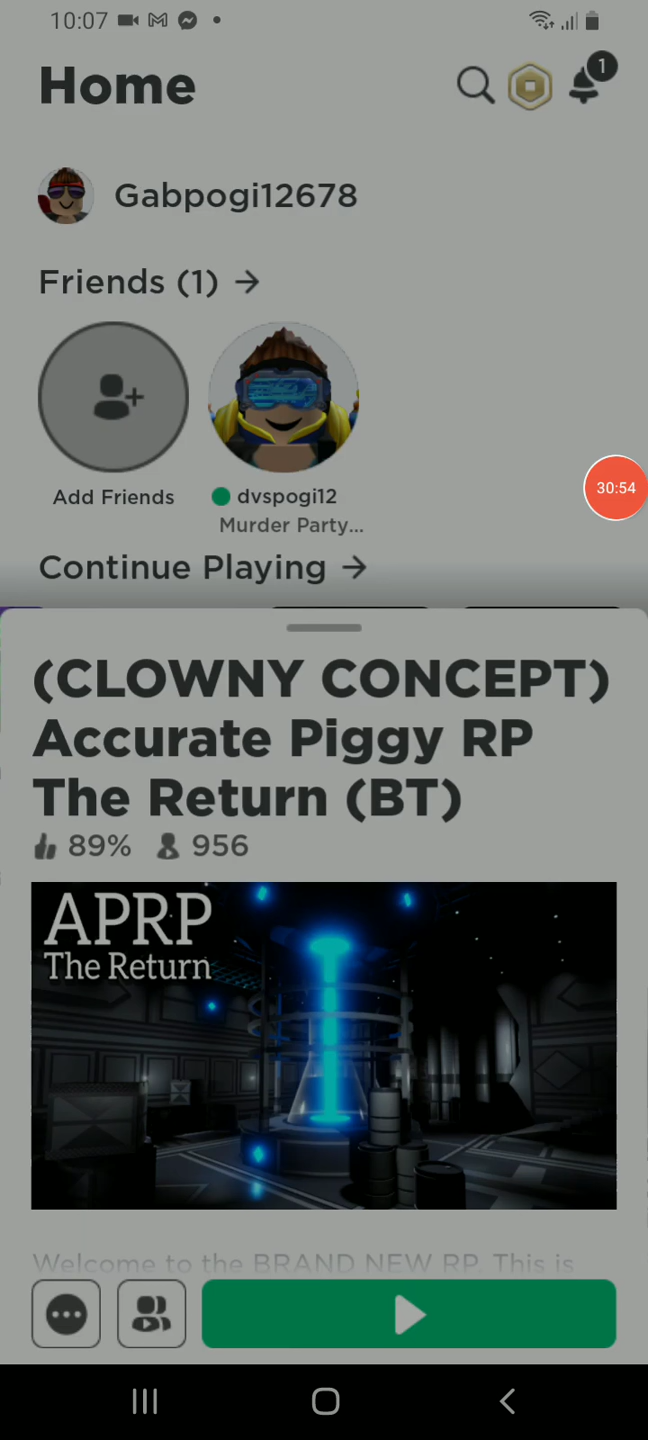 10:07
Home
1
Gabpogi12678
Friends (1)
Add Friends
dvspogi12
Murder Party...
30:54
Continue Playing
(CLOWNY CONCEPT)
Accurate Piggy RP
The Return (BT)
89% 956
APRP
The Return
Welcome to the BRAND NEW RP. This is